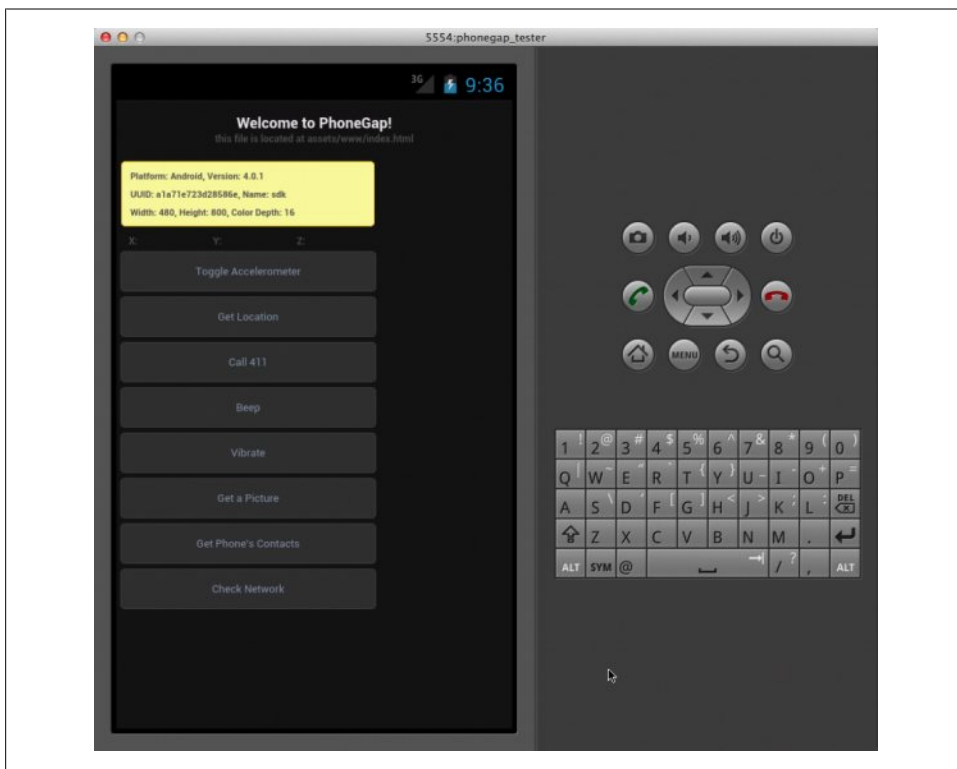 5554:phonegap_tester
3G 9:36
Welcome to PhoneGap!
this file is located at assets/www/index.html
Platform: Android, Version: 4.0.1
UUID: a1a71e723d28586e, Name: sdk
Width: 480, Height: 800, Color Depth: 16
X: Y: Z:
Toggle Accelerometer
Get Location
Call 411
Beep
Vibrate
Get a Picture
Get Phone's Contacts
Check Network
MENU
1 ! 2 @ 3 # 4 $ 5 % 6 ^ 7 & 8 * 9 ( 0 )
Q | W ~ E " R ` T { Y } U - I - O + P =
A S \ D ' F [ G ] H < J > K ; L : DEL
Z X C V B N M .
ALT SYM @ / ? , ALT